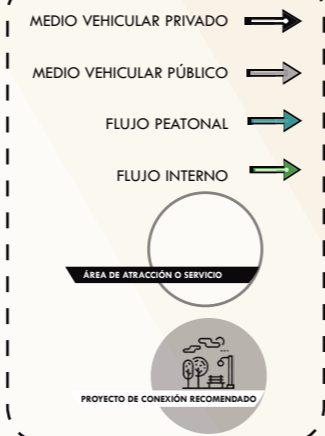 MEDIO VEHICULAR PRIVADO
MEDIO VEHICULAR PÚBLICO
FLUJO PEATONAL
FLUJO INTERNO
ÁREA DE ATRACCIÓN O SERVICIO
PROYECTO DE CONEXIÓN RECOMENDADO